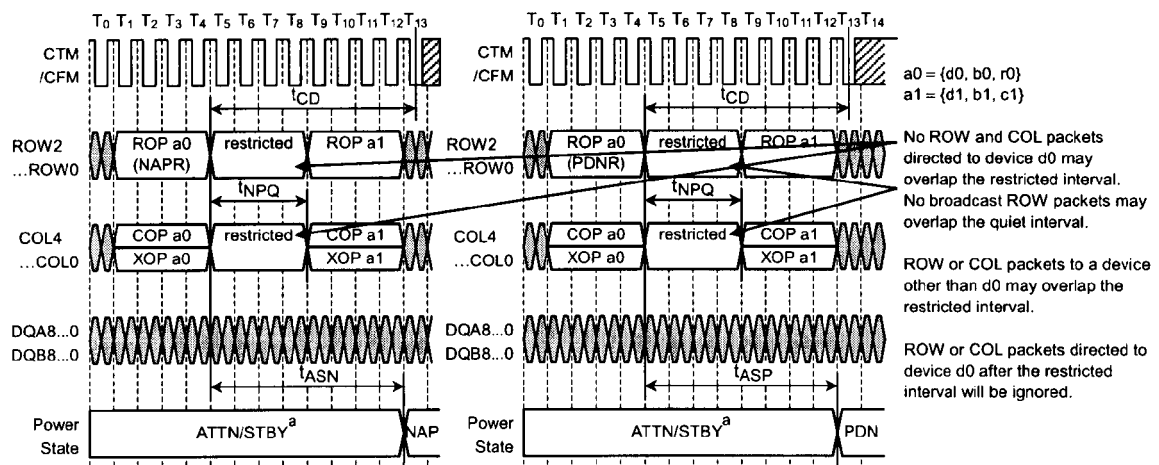 T0 T1 T2 T3 T4 T5 T6 T7 T8 T9 T10 T11 T12 T13
CTM
/CFM
tCD
ROW2
...ROW0
ROP a0
(NAPR)
restricted
ROP a1
tNPQ
COL4
...COL0
COP a0
XOP a0
restricted
COP a1
XOP a1
DQA8...0
DQB8...0
tASN
Power
State
ATTN/STBYa
NAP
T0 T1 T2 T3 T4 T5 T6 T7 T8 T9 T10 T11 T12 T13 T14
CTM
/CFM
tCD
ROW2
...ROW0
ROP a0
(PDNR)
restricted
ROP a1
tNPQ
COL4
...COL0
COP a0
XOP a0
restricted
COP a1
XOP a1
DQA8...0
DQB8...0
tASP
Power
State
ATTN/STBYa
PDN
a0 = {d0, b0, r0}
a1 = {d1, b1, c1}
No ROW and COL packets
directed to device d0 may
overlap the restricted interval.
No broadcast ROW packets may
overlap the quiet interval.
ROW or COL packets to a device
other than d0 may overlap the
restricted interval.
ROW or COL packets directed to
device d0 after the restricted
interval will be ignored.